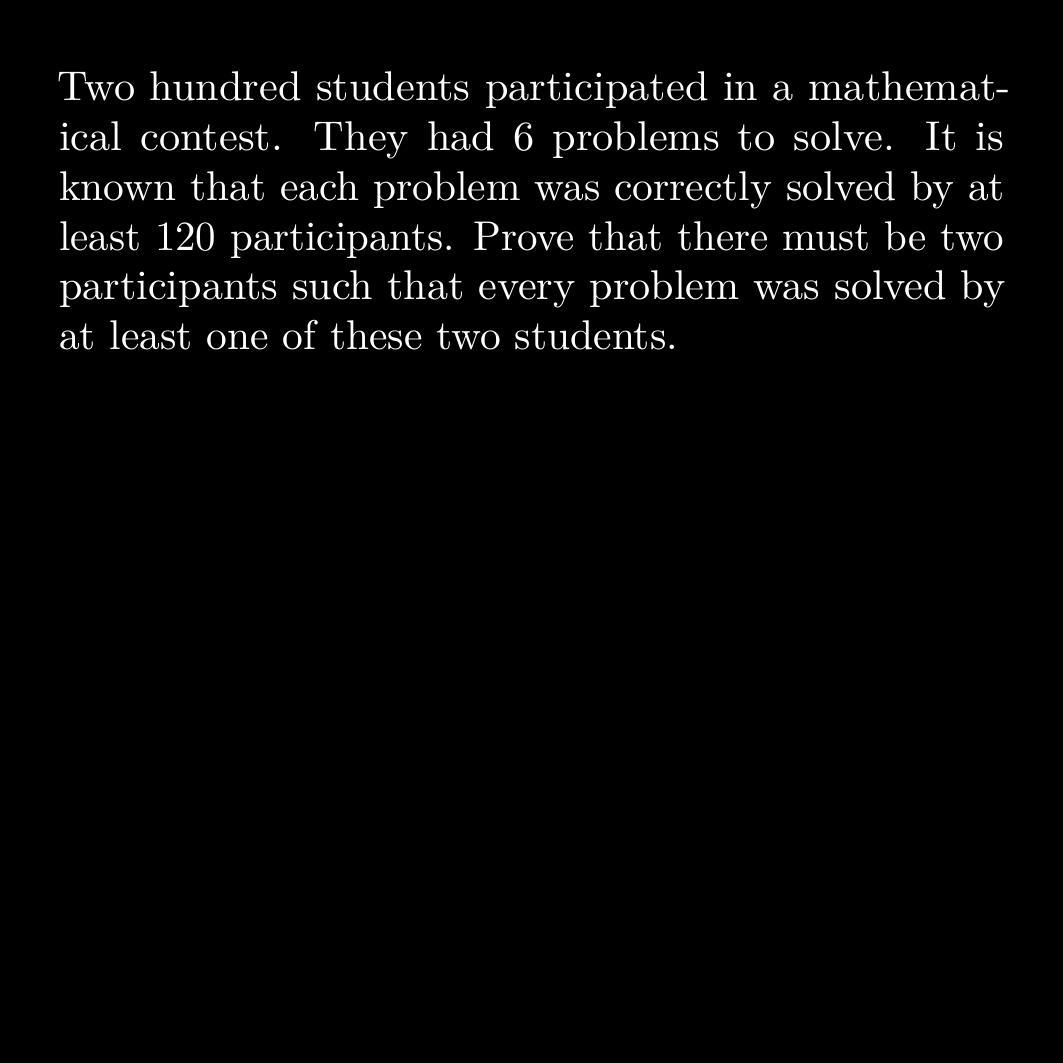 Two hundred students participated in a mathemat-
ical contest. They had 6 problems to solve. It is
known that each problem was correctly solved by at
least 120 participants. Prove that there must be two
participants such that every problem was solved by
at least one of these two students.